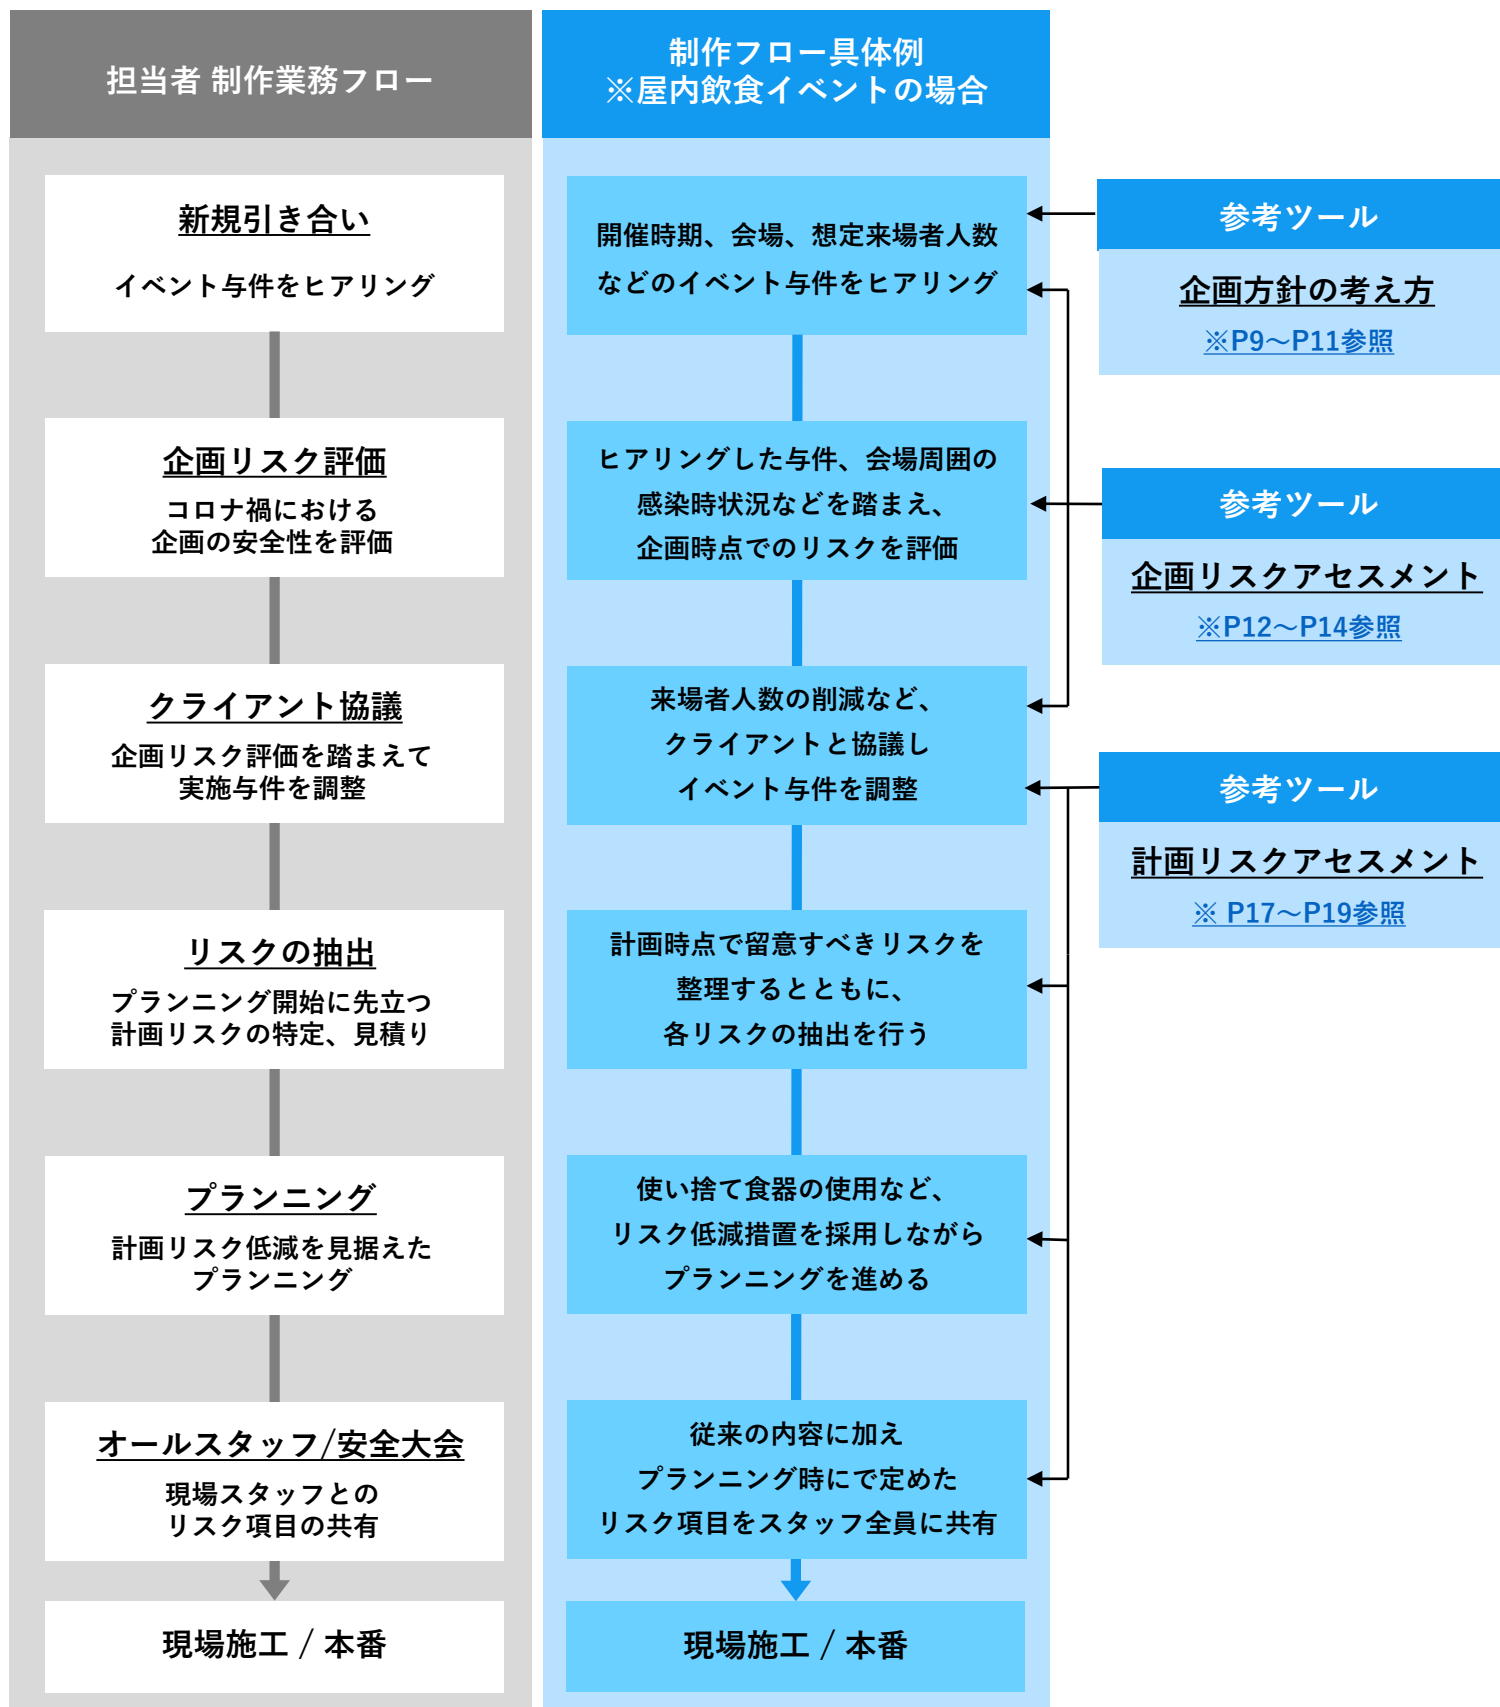 担当者 制作業務フロー
新規引き合い
イベント与件をヒアリング
企画リスク評価
コロナ禍における
企画の安全性を評価
クライアント協議
企画リスク評価を踏まえて
実施与件を調整
リスクの抽出
プランニング開始に先立つ
計画リスクの特定、見積り
プランニング
計画リスク低減を見据えた
プランニング
オールスタッフ/安全大会
現場スタッフとの
リスク項目の共有
現場施工 / 本番
制作フロー具体例
※屋内飲食イベントの場合
開催時期、会場、想定来場者人数
などのイベント与件をヒアリング
ヒアリングした与件、会場周囲の
感染時状況などを踏まえ、
企画時点でのリスクを評価
来場者人数の削減など、
クライアントと協議し
イベント与件を調整
計画時点で留意すべきリスクを
整理するとともに、
各リスクの抽出を行う
使い捨て食器の使用など、
リスク低減措置を採用しながら
プランニングを進める
従来の内容に加え
プランニング時にで定めた
リスク項目をスタッフ全員に共有
現場施工 / 本番
参考ツール
企画方針の考え方
※P9～P11参照
参考ツール
企画リスクアセスメント
※P12～P14参照
参考ツール
計画リスクアセスメント
※ P17～P19参照